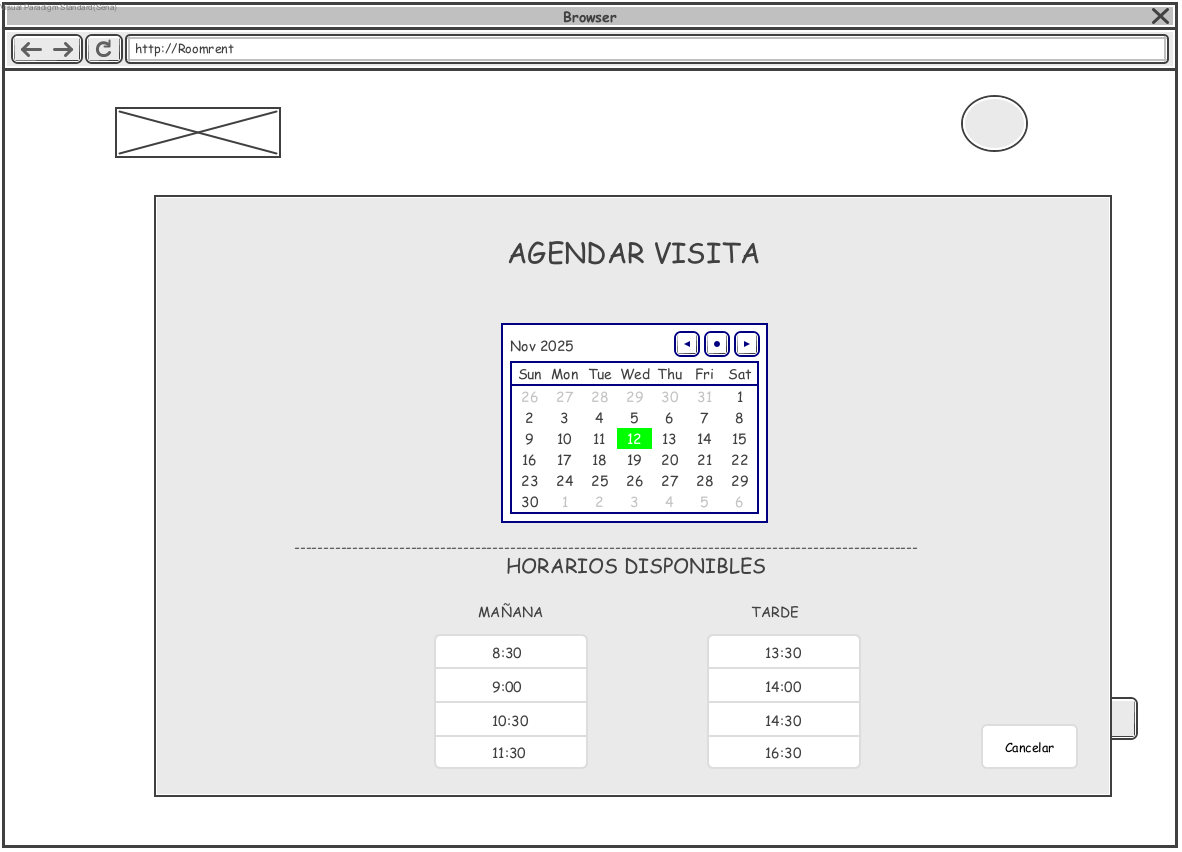 Visual Paradigm Standard(Seria)
Browser
http://Roomrent
AGENDAR VISITA
Nov 2025
Sun Mon Tue Wed Thu Fri Sat
26 27 28 29 30 31 1
2 3 4 5 6 7 8
9 10 11 12 13 14 15
16 17 18 19 20 21 22
23 24 25 26 27 28 29
30 1 2 3 4 5 6
HORARIOS DISPONIBLES
MAÑANA TARDE
8:30 13:30
9:00 14:00
10:30 14:30
11:30 16:30
Cancelar